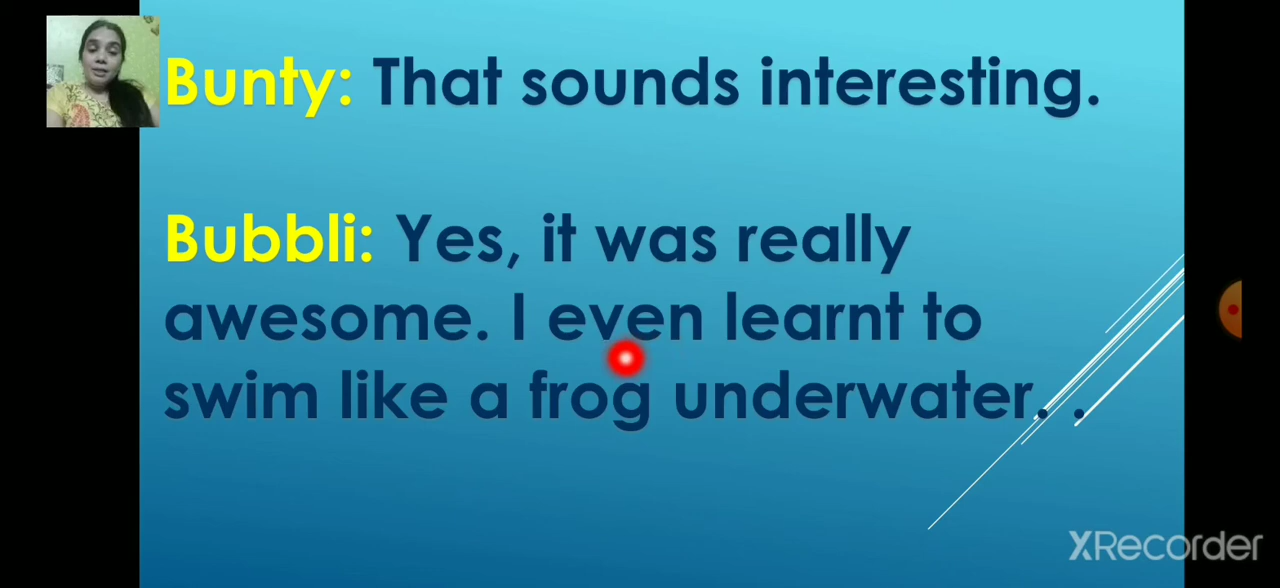 Bunty: That sounds interesting.
Bubbli: Yes, it was really
awesome. I even learnt to
swim like a frog underwater. .
XRecorder